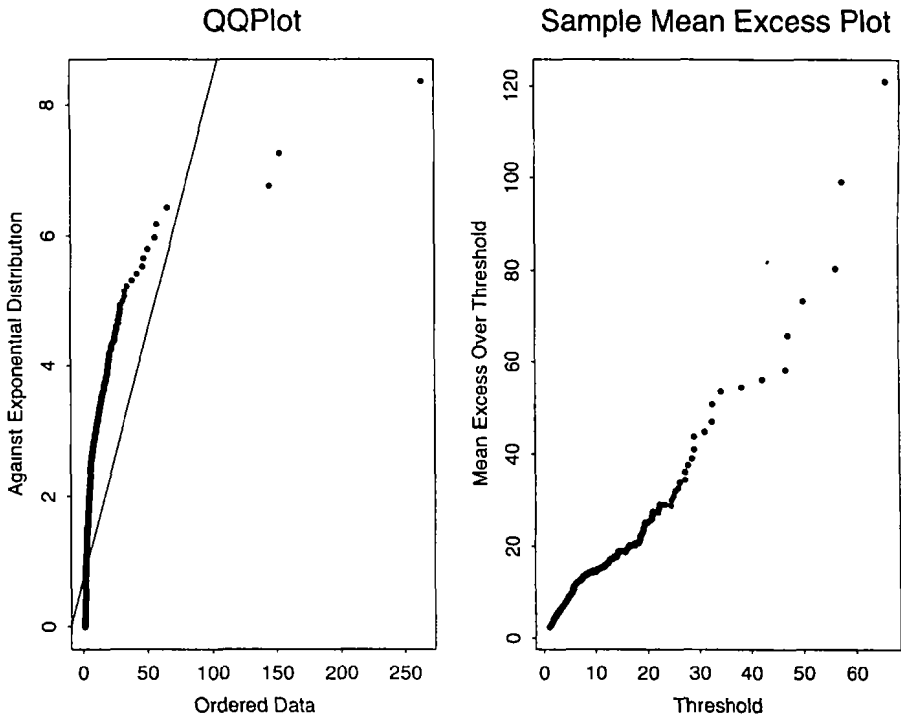 QQPlot
Against Exponential Distribution
8
6
4
2
0
0 50 100 150 200 250
Ordered Data
Sample Mean Excess Plot
Mean Excess Over Threshold
120
100
80
60
40
20
0
0 10 20 30 40 50 60
Threshold